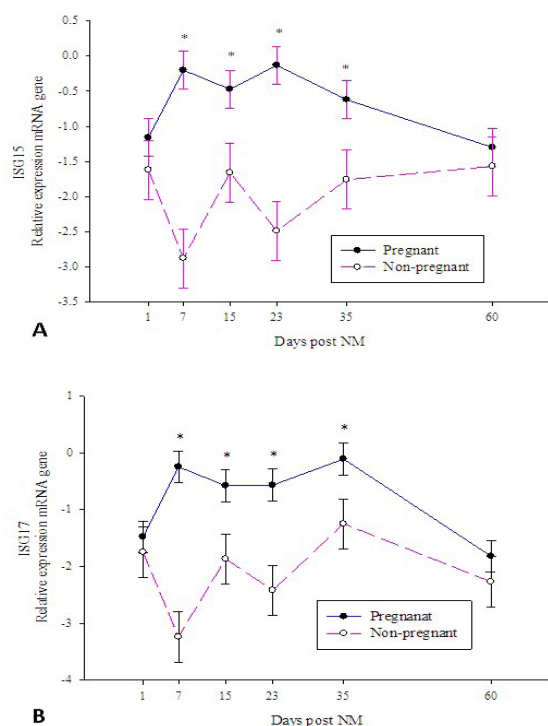 0.5
0.0
-0.5
-1.0
-1.5
-2.0
-2.5
-3.0
-3.5
ISG15
Relative expression mRNA gene
* * * *
Pregnant
Non-pregnant
1 7 15 23 35 60
Days post NM
A
1
0
-1
-2
-3
-4
ISG17
Relative expression mRNA gene
* * * *
Pregnanat
Non-pregnant
1 7 15 23 35 60
Days post NM
B